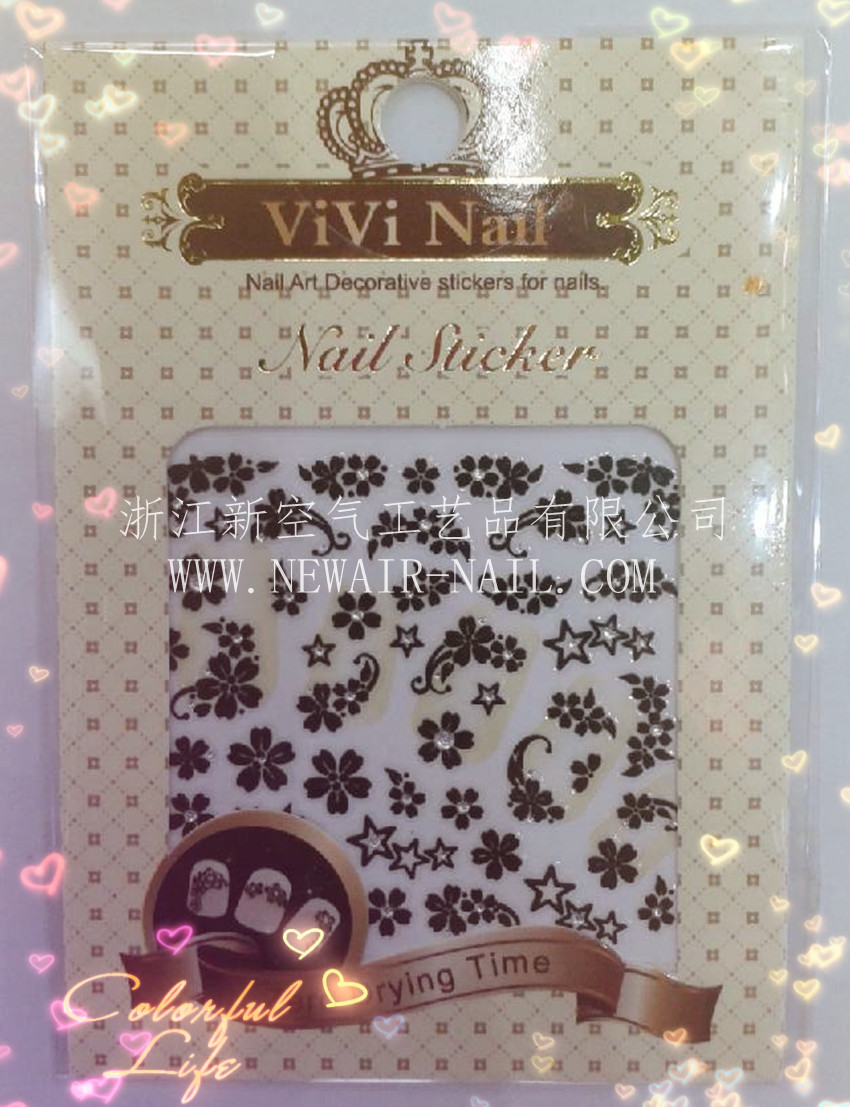 ViVi Nail
Nail Art Decorative stickers for nails.
Nail Sticker
浙江新空气工艺品有限公司
WWW.NEWAIR-NAIL.COM
Time
Colorful
Life